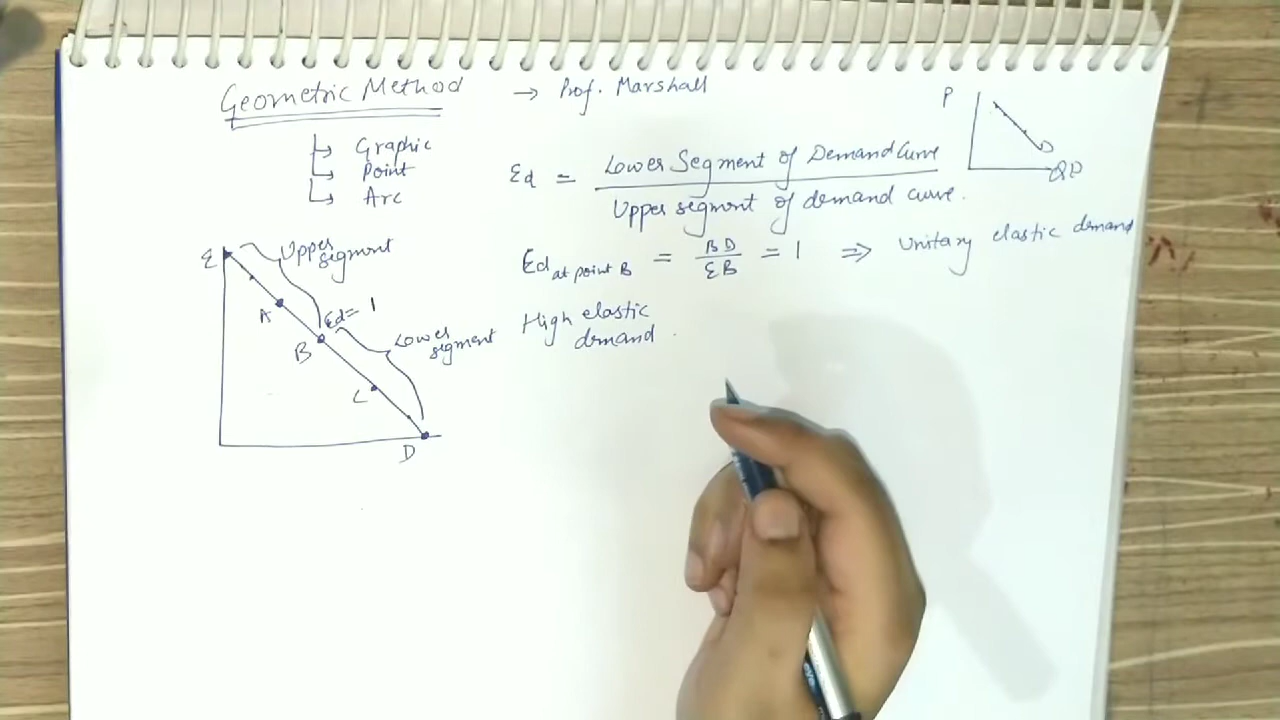 Geometric Method → Prof. Marshall
Graphic
Point
Arc
Ed = Lower Segment of Demand Curve
Upper segment of demand curve.
P
D
QD
Ed at point B = BD / EB = 1 ⇒ Unitary elastic demand
High elastic
demand.
E
Upper
segment
A
Ed = 1
B
Lower
segment
C
D